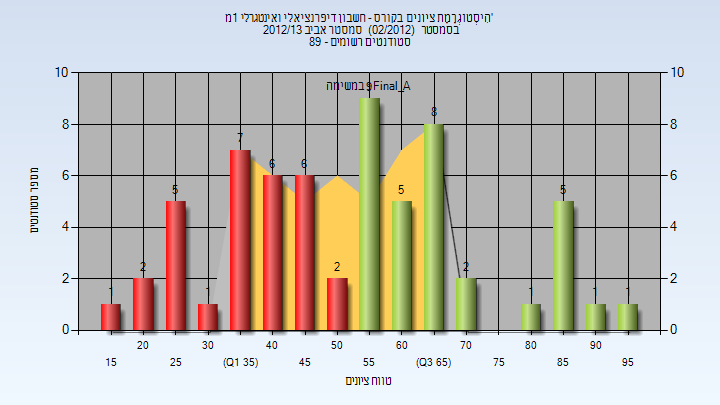 היסטוגרמת ציונים בקורס - חשבון דיפרנציאלי ואינטגרלי 1מ'
בסמסטר (02/2012) סמסטר אביב 2012/13
סטודנטים רשומים - 89
Final_A במשימה
10 10
8 8
6 6
4 4
2 2
0 0
1 2 5 1 7 6 6 2 9 5 8 2 1 5 1 1
20 30 40 50 60 70 80 90
15 25 (Q1 35) 45 55 (Q3 65) 75 85 95
מספר סטודנטים
טווח ציונים